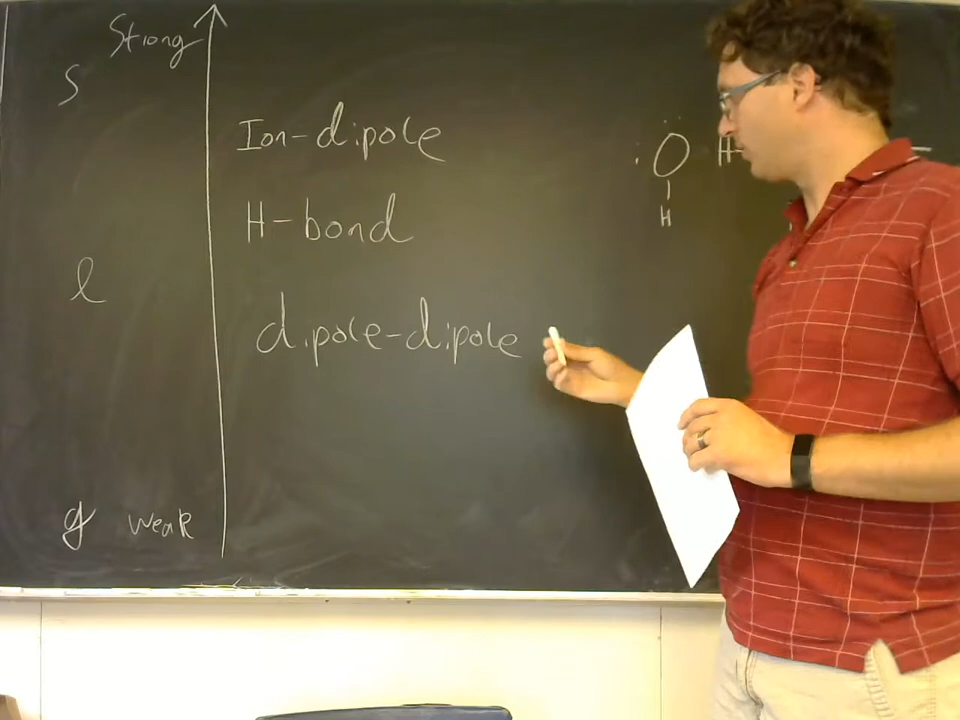 Strong
s
Ion-dipole
O H-
H
H-bond
l
dipole-dipole
g weak